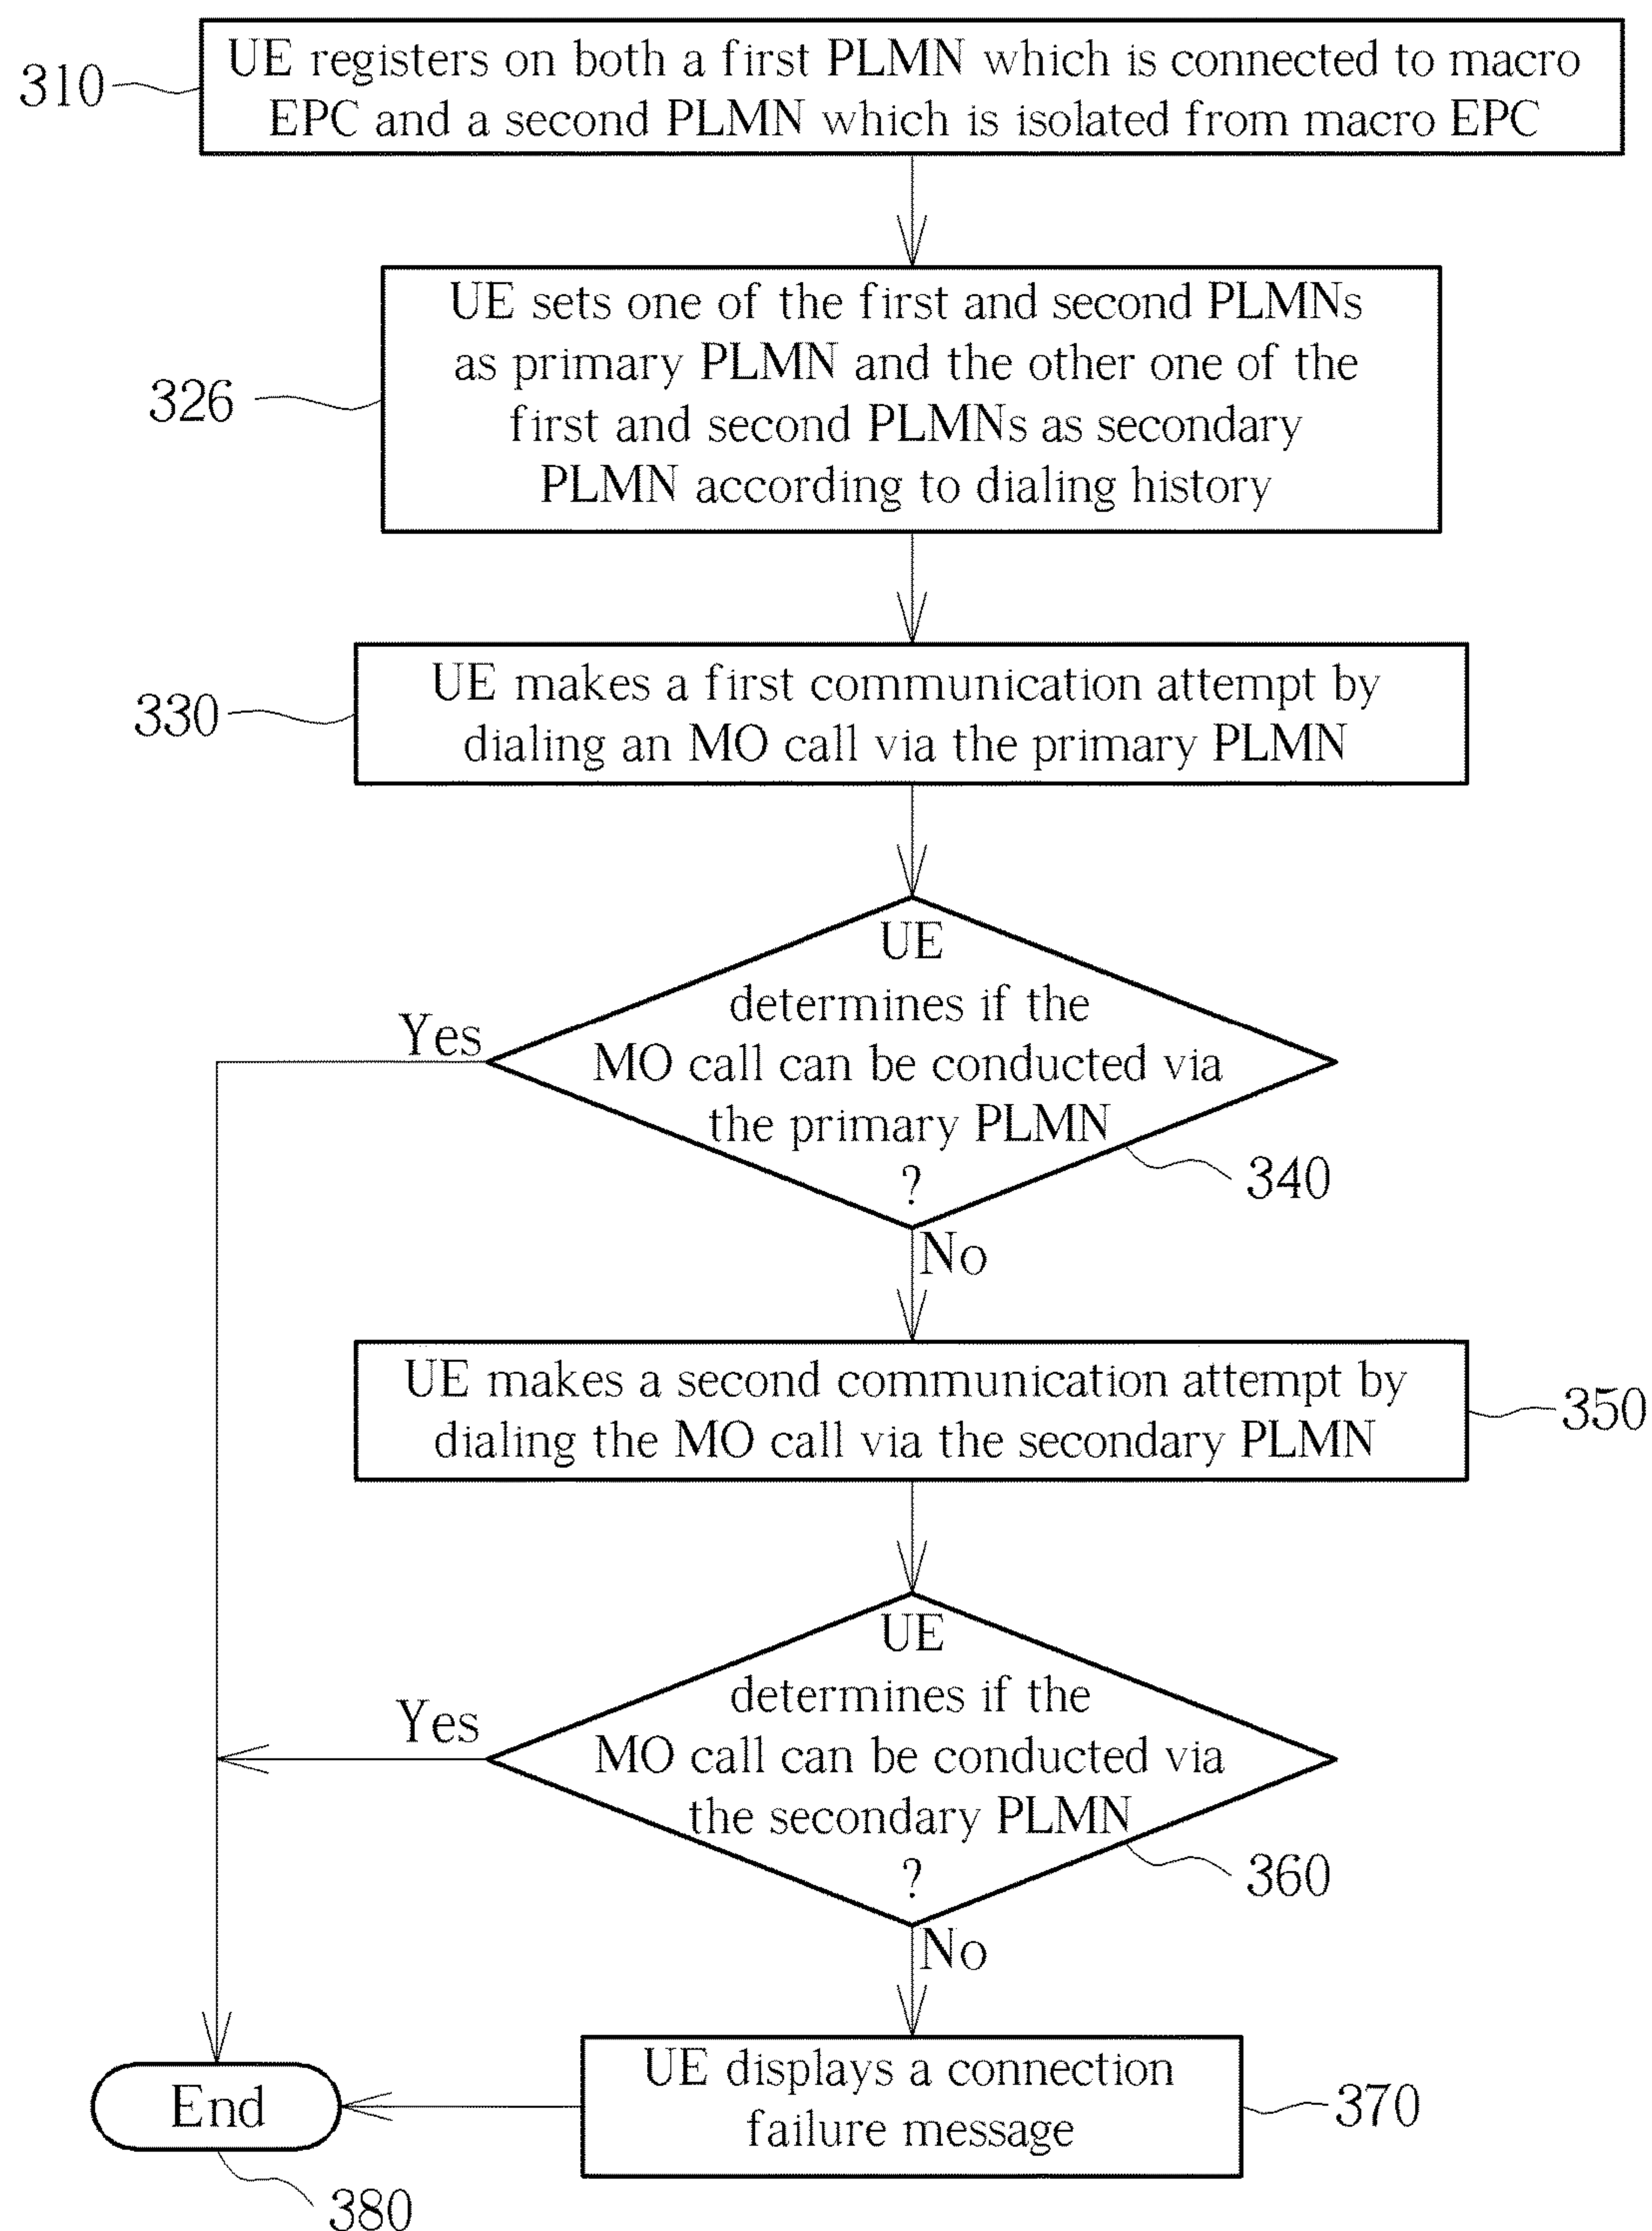 310
UE registers on both a first PLMN which is connected to macro
EPC and a second PLMN which is isolated from macro EPC
326
UE sets one of the first and second PLMNs
as primary PLMN and the other one of the
first and second PLMNs as secondary
PLMN according to dialing history
330
UE makes a first communication attempt by
dialing an MO call via the primary PLMN
UE
determines if the
MO call can be conducted via
the primary PLMN
?
Yes
340
No
UE makes a second communication attempt by
dialing the MO call via the secondary PLMN
350
UE
determines if the
MO call can be conducted via
the secondary PLMN
?
Yes
360
No
UE displays a connection
failure message
370
End
380